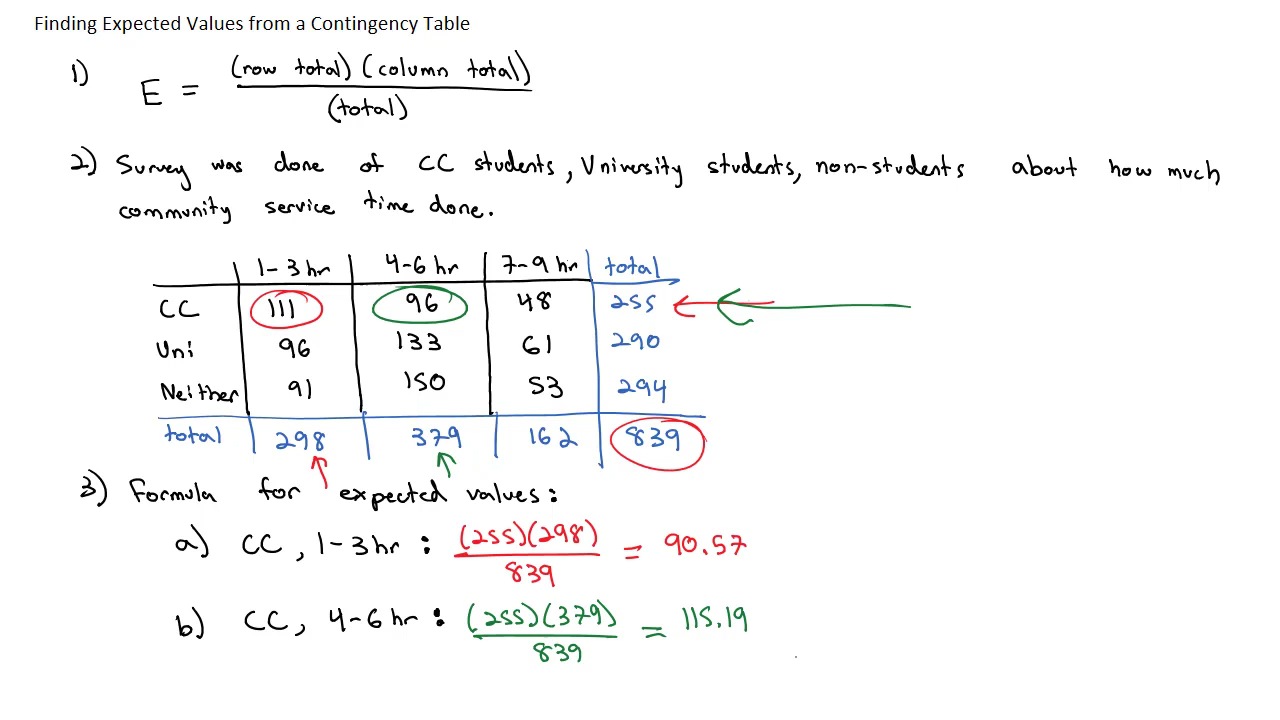 Finding Expected Values from a Contingency Table
1) E = (row total) (column total) / (total)
2) Survey was done of CC students, University students, non-students about how much
community service time done.
1-3 hr 4-6 hr 7-9 hr total
CC 111 96 48 255
Uni 96 133 61 290
Neither 91 150 53 294
total 298 379 162 839
3) Formula for expected values:
a) CC, 1-3 hr : (255)(298) / 839 = 90.57
b) CC, 4-6 hr : (255)(379) / 839 = 115.19